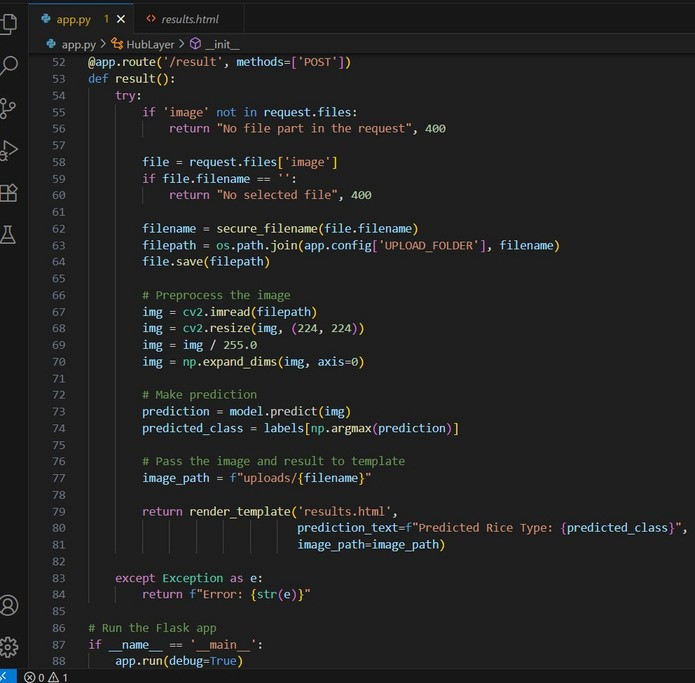 app.py 1 ×
<> results.html
app.py > HubLayer > __init__
52 @app.route('/result', methods=['POST'])
53 def result():
54     try:
55         if 'image' not in request.files:
56             return "No file part in the request", 400
57
58         file = request.files['image']
59         if file.filename == '':
60             return "No selected file", 400
61
62         filename = secure_filename(file.filename)
63         filepath = os.path.join(app.config['UPLOAD_FOLDER'], filename)
64         file.save(filepath)
65
66         # Preprocess the image
67         img = cv2.imread(filepath)
68         img = cv2.resize(img, (224, 224))
69         img = img / 255.0
70         img = np.expand_dims(img, axis=0)
71
72         # Make prediction
73         prediction = model.predict(img)
74         predicted_class = labels[np.argmax(prediction)]
75
76         # Pass the image and result to template
77         image_path = f"uploads/{filename}"
78
79         return render_template('results.html',
80                                prediction_text=f"Predicted Rice Type: {predicted_class}",
81                                image_path=image_path)
82
83     except Exception as e:
84         return f"Error: {str(e)}"
85
86 # Run the Flask app
87 if __name__ == '__main__':
88     app.run(debug=True)
0 1